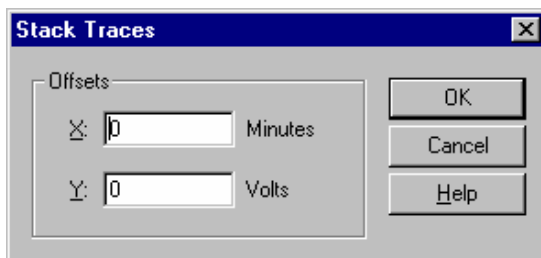 Stack Traces
Offsets
X: 0 Minutes
Y: 0 Volts
OK
Cancel
Help